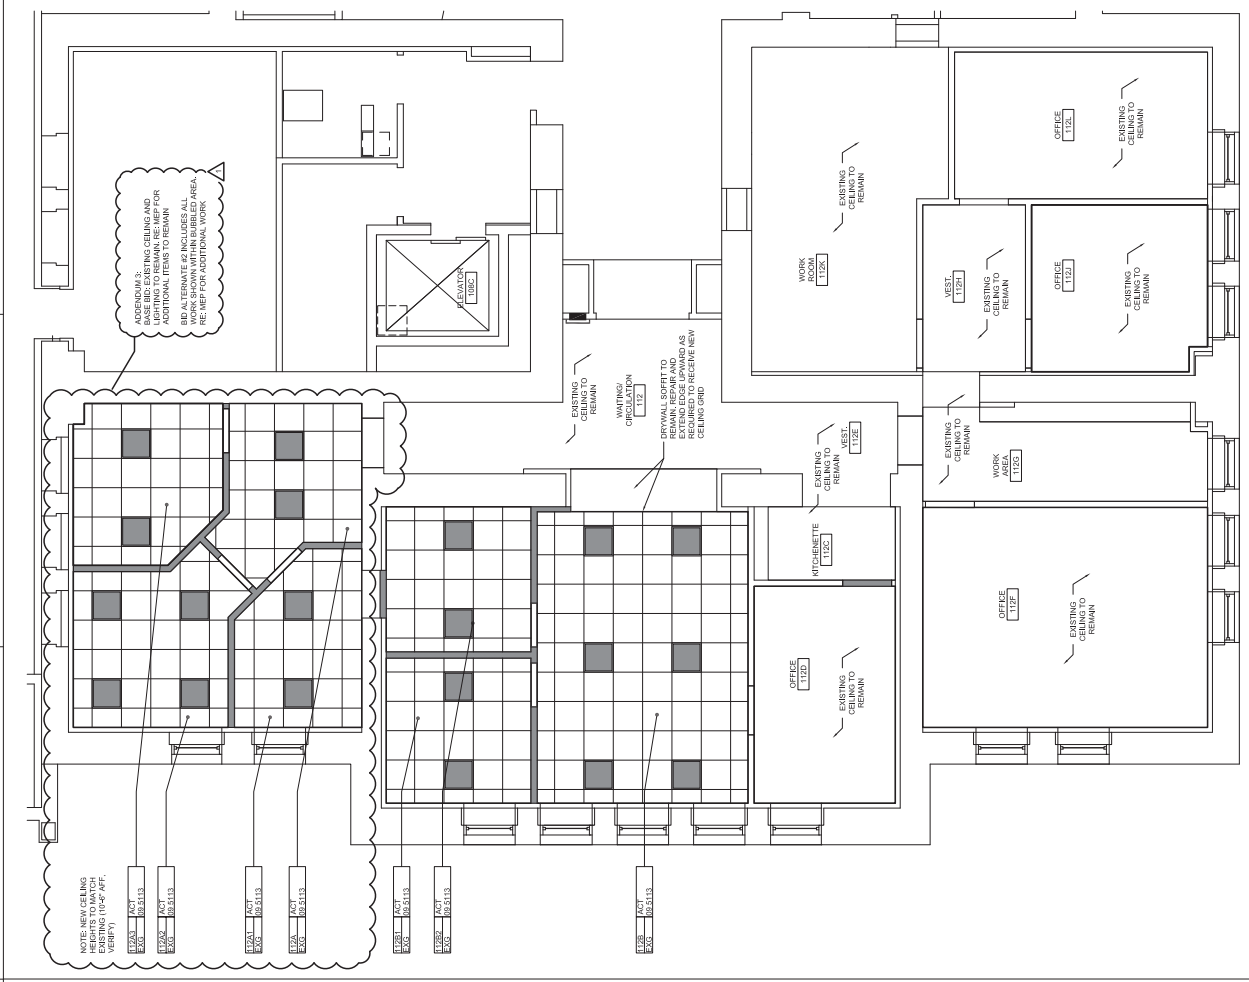 ADDENDUM 3:
BASE BID: EXISTING CEILING AND
LIGHTING TO REMAIN. RE: MEP FOR
ADDITIONAL ITEMS TO REMAIN
BID ALTERNATE #2 INCLUDES ALL
WORK SHOWN WITHIN BUBBLED AREA.
RE: MEP FOR ADDITIONAL WORK
1
ELEVATOR
108C
EXISTING
CEILING TO
REMAIN
WAITING/
CIRCULATION
112
DRYWALL SOFFIT TO
REMAIN. REPAIR AND
EXTEND EDGE UPWARD AS
REQUIRED TO RECEIVE NEW
CEILING GRID
WORK
ROOM
112K
EXISTING
CEILING TO
REMAIN
OFFICE
112L
EXISTING
CEILING TO
REMAIN
VEST.
112H
EXISTING
CEILING TO
REMAIN
OFFICE
112J
EXISTING
CEILING TO
REMAIN
EXISTING
CEILING TO
REMAIN
VEST.
112E
EXISTING
CEILING TO
REMAIN
WORK
AREA
112G
KITCHENETTE
112C
OFFICE
112D
EXISTING
CEILING TO
REMAIN
OFFICE
112F
EXISTING
CEILING TO
REMAIN
NOTE: NEW CEILING
HEIGHTS TO MATCH
EXISTING (10'-6" AFF,
VERIFY)
112A3 ACT
EXG 09 5113
112A2 ACT
EXG 09 5113
112A1 ACT
EXG 09 5113
112A ACT
EXG 09 5113
112B1 ACT
EXG 09 5113
112B2 ACT
EXG 09 5113
112B ACT
EXG 09 5113